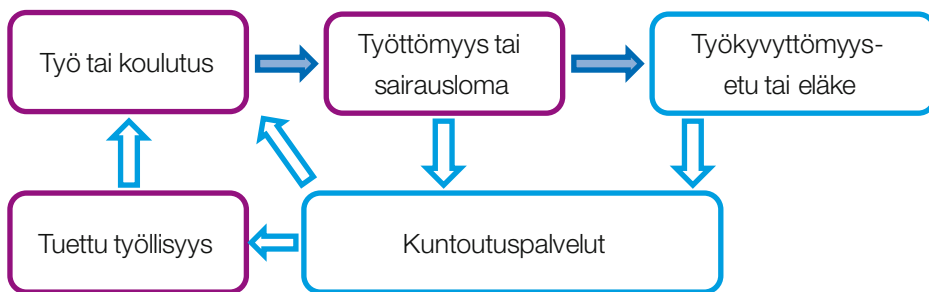 Työ tai koulutus
Työttömyys tai
sairausloma
Työkyvyttömyys-
etu tai eläke
Tuettu työllisyys
Kuntoutuspalvelut